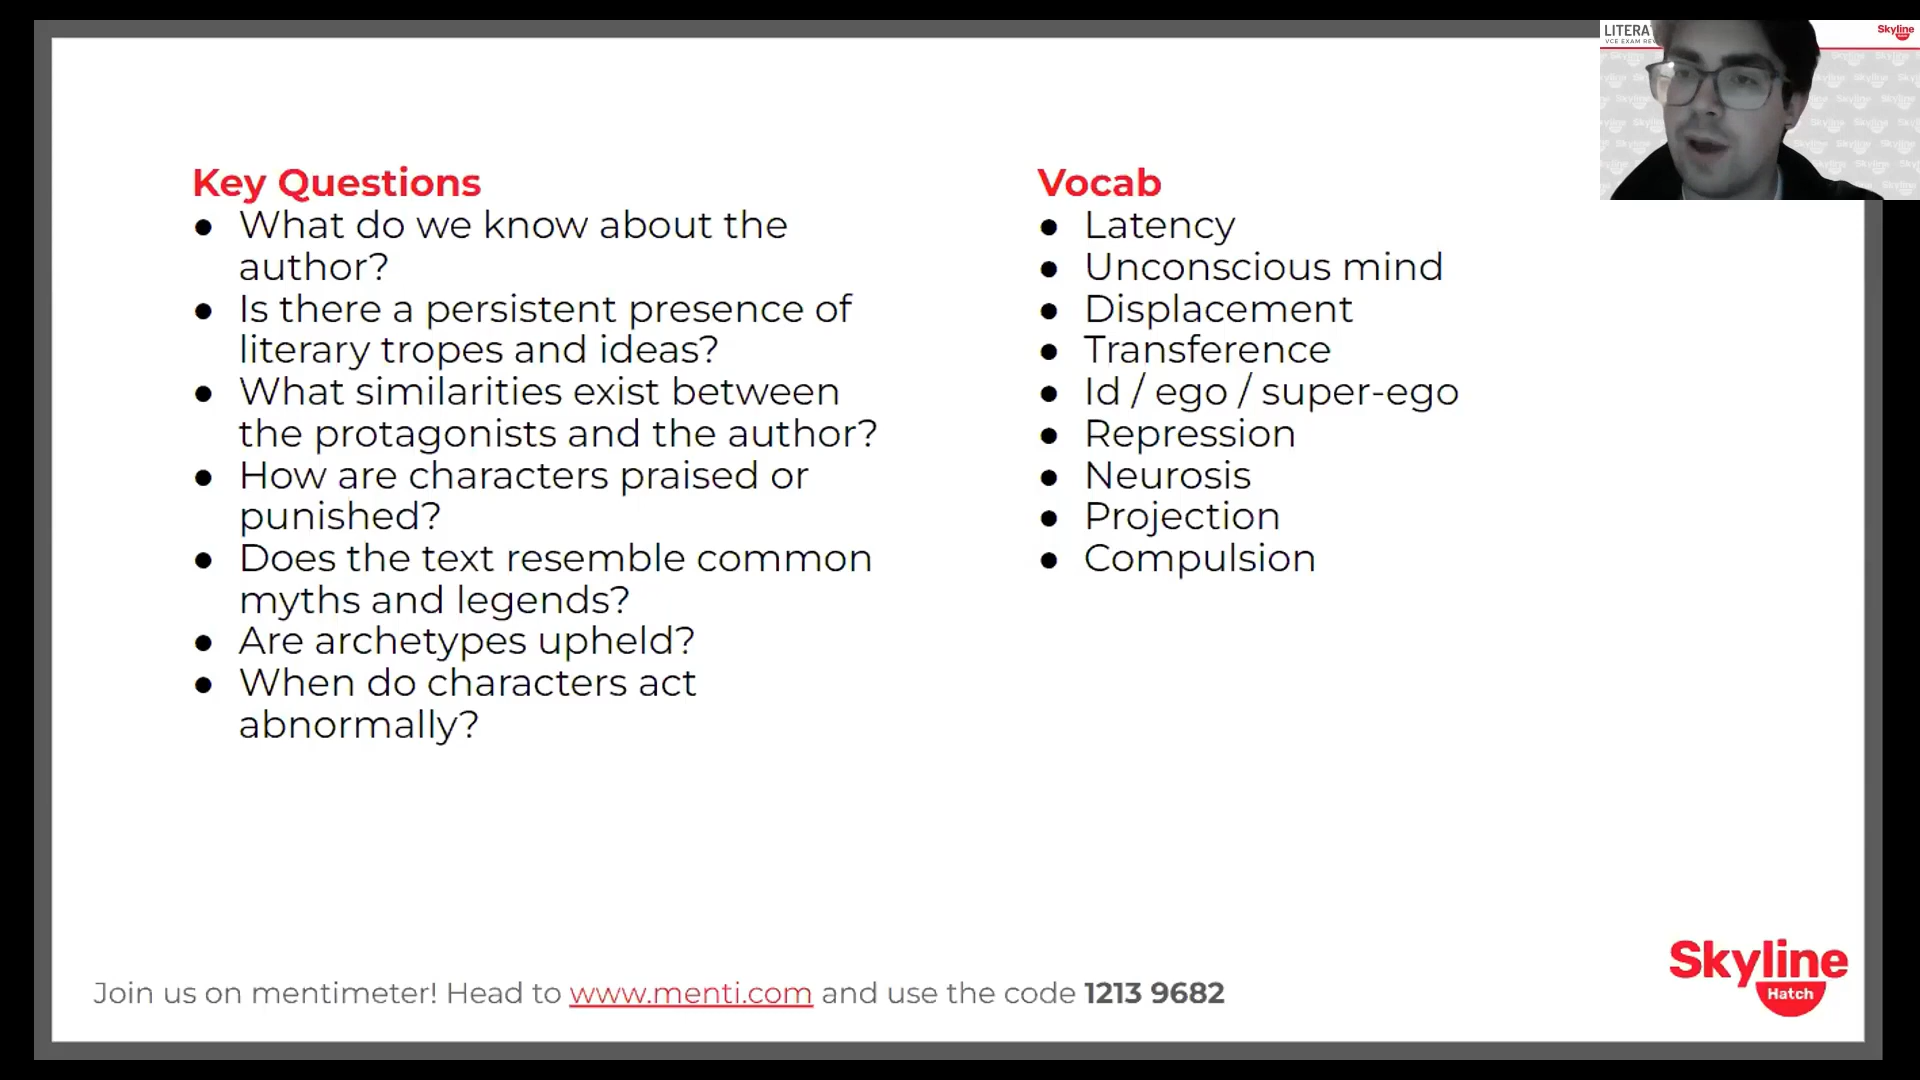 Key Questions
● What do we know about the
author?
● Is there a persistent presence of
literary tropes and ideas?
● What similarities exist between
the protagonists and the author?
● How are characters praised or
punished?
● Does the text resemble common
myths and legends?
● Are archetypes upheld?
● When do characters act
abnormally?
Vocab
● Latency
● Unconscious mind
● Displacement
● Transference
● Id / ego / super-ego
● Repression
● Neurosis
● Projection
● Compulsion
LITERA
VCE EXAM RE
Skyline
Join us on mentimeter! Head to www.menti.com and use the code 1213 9682
Skyline
Hatch